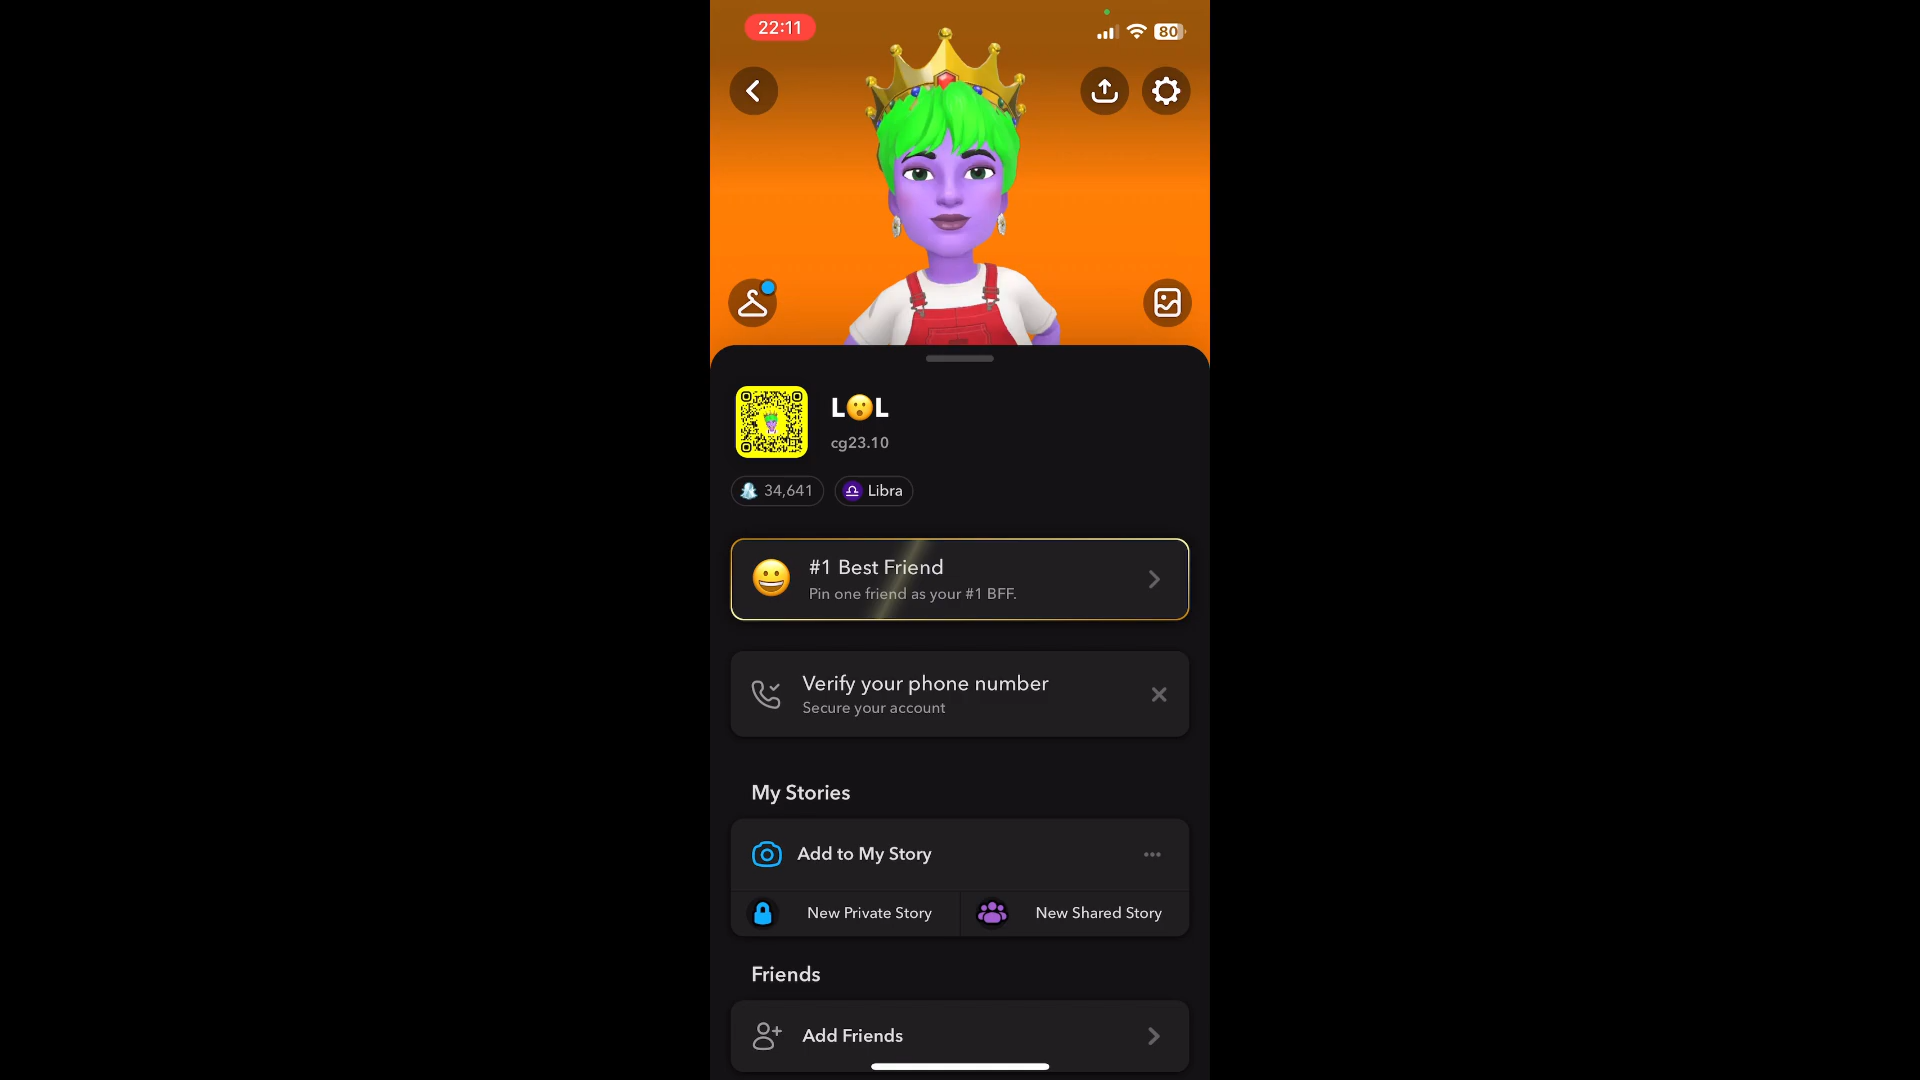 22:11
80
L😮L
cg23.10
34,641
Libra
#1 Best Friend
Pin one friend as your #1 BFF.
Verify your phone number
Secure your account
My Stories
Add to My Story
New Private Story
New Shared Story
Friends
Add Friends